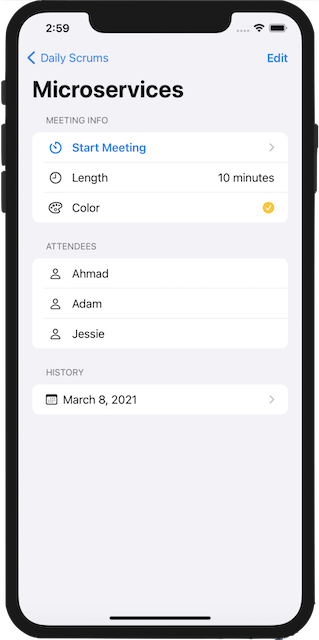 2:59
Daily Scrums Edit
Microservices
MEETING INFO
Start Meeting
Length 10 minutes
Color
ATTENDEES
Ahmad
Adam
Jessie
HISTORY
March 8, 2021